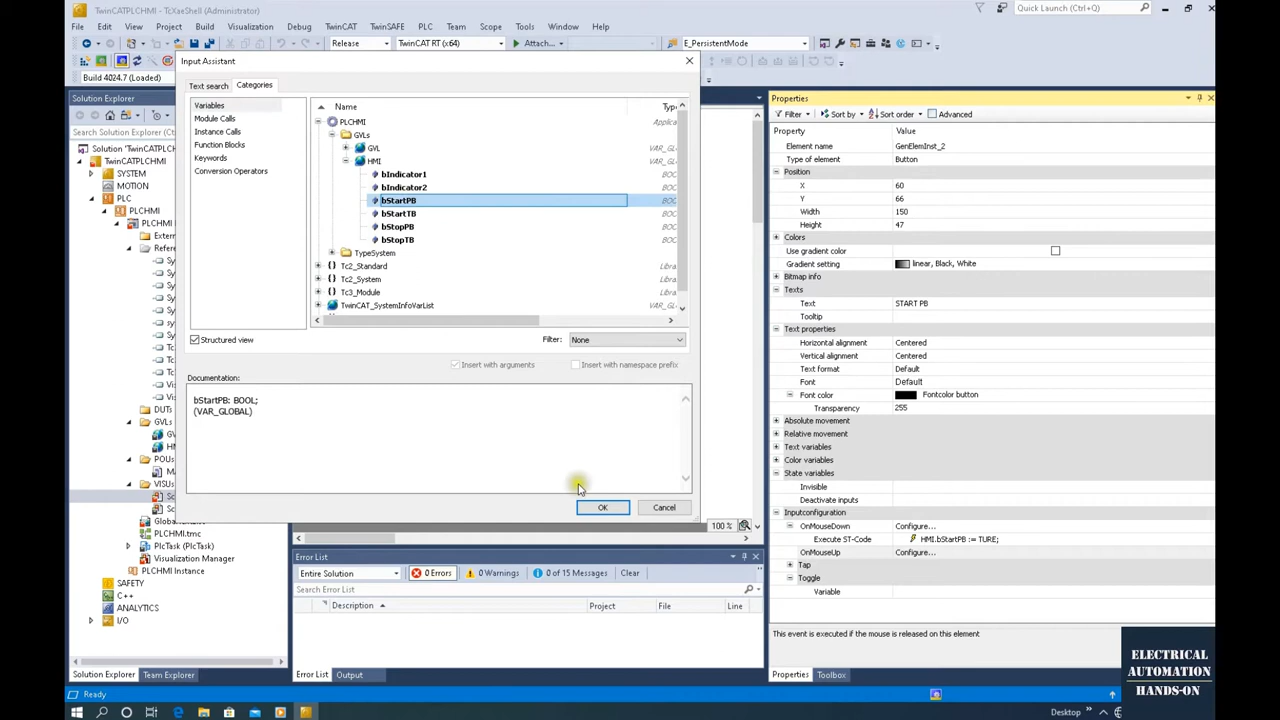 TwinCATPLCHMI - TcXaeShell (Administrator)
Quick Launch (Ctrl+Q)
File Edit View Project Build Debug TwinCAT TwinSAFE PLC Team Scope Tools Window Help
Release TwinCAT RT (x64) Attach... E_PersistentMode
Build 4024.7 (Loaded)
Input Assistant
Text search Categories
Variables
Module Calls
Instance Calls
Function Blocks
Keywords
Conversion Operators
Name
PLCHMI
GVLs
GVL
HMI
bIndicator1
bIndicator2
bStartPB
bStartTB
bStopPB
bStopTB
TypeSystem
Tc2_Standard
Tc2_System
Tc3_Module
TwinCAT_SystemInfoVarList
Structured view
Filter: None
Insert with arguments Insert with namespace prefix
Documentation:
bStartPB: BOOL;
(VAR_GLOBAL)
OK Cancel
Solution Explorer
Search Solution Explorer
TwinCATPLCHMI
SYSTEM
MOTION
PLC
PLCHMI
DUTs
GVLs
POUs
VISUs
PLCHMI.tmc
PlcTask (PlcTask)
Visualization Manager
PLCHMI Instance
SAFETY
C++
ANALYTICS
I/O
Solution Explorer Team Explorer
100 %
Error List
Entire Solution 0 Errors 0 Warnings 0 of 15 Messages Clear
Search Error List
Description Project File Line
Error List Output
Properties
Filter Sort by Sort order Advanced
Property Value
Element name GenElemInst_2
Type of element Button
Position
X 60
Y 66
Width 150
Height 47
Colors
Use gradient color
Gradient setting linear, Black, White
Bitmap info
Texts
Text START PB
Tooltip
Text properties
Horizontal alignment Centered
Vertical alignment Centered
Text format Default
Font Default
Font color Fontcolor button
Transparency 255
Absolute movement
Relative movement
Text variables
Color variables
State variables
Invisible
Deactivate inputs
Inputconfiguration
OnMouseDown Configure...
Execute ST-Code HMI.bStartPB := TURE;
OnMouseUp Configure...
Tap
Toggle
Variable
This event is executed if the mouse is released on this element
Properties Toolbox
ELECTRICAL
AUTOMATION
HANDS-ON
Ready
Desktop